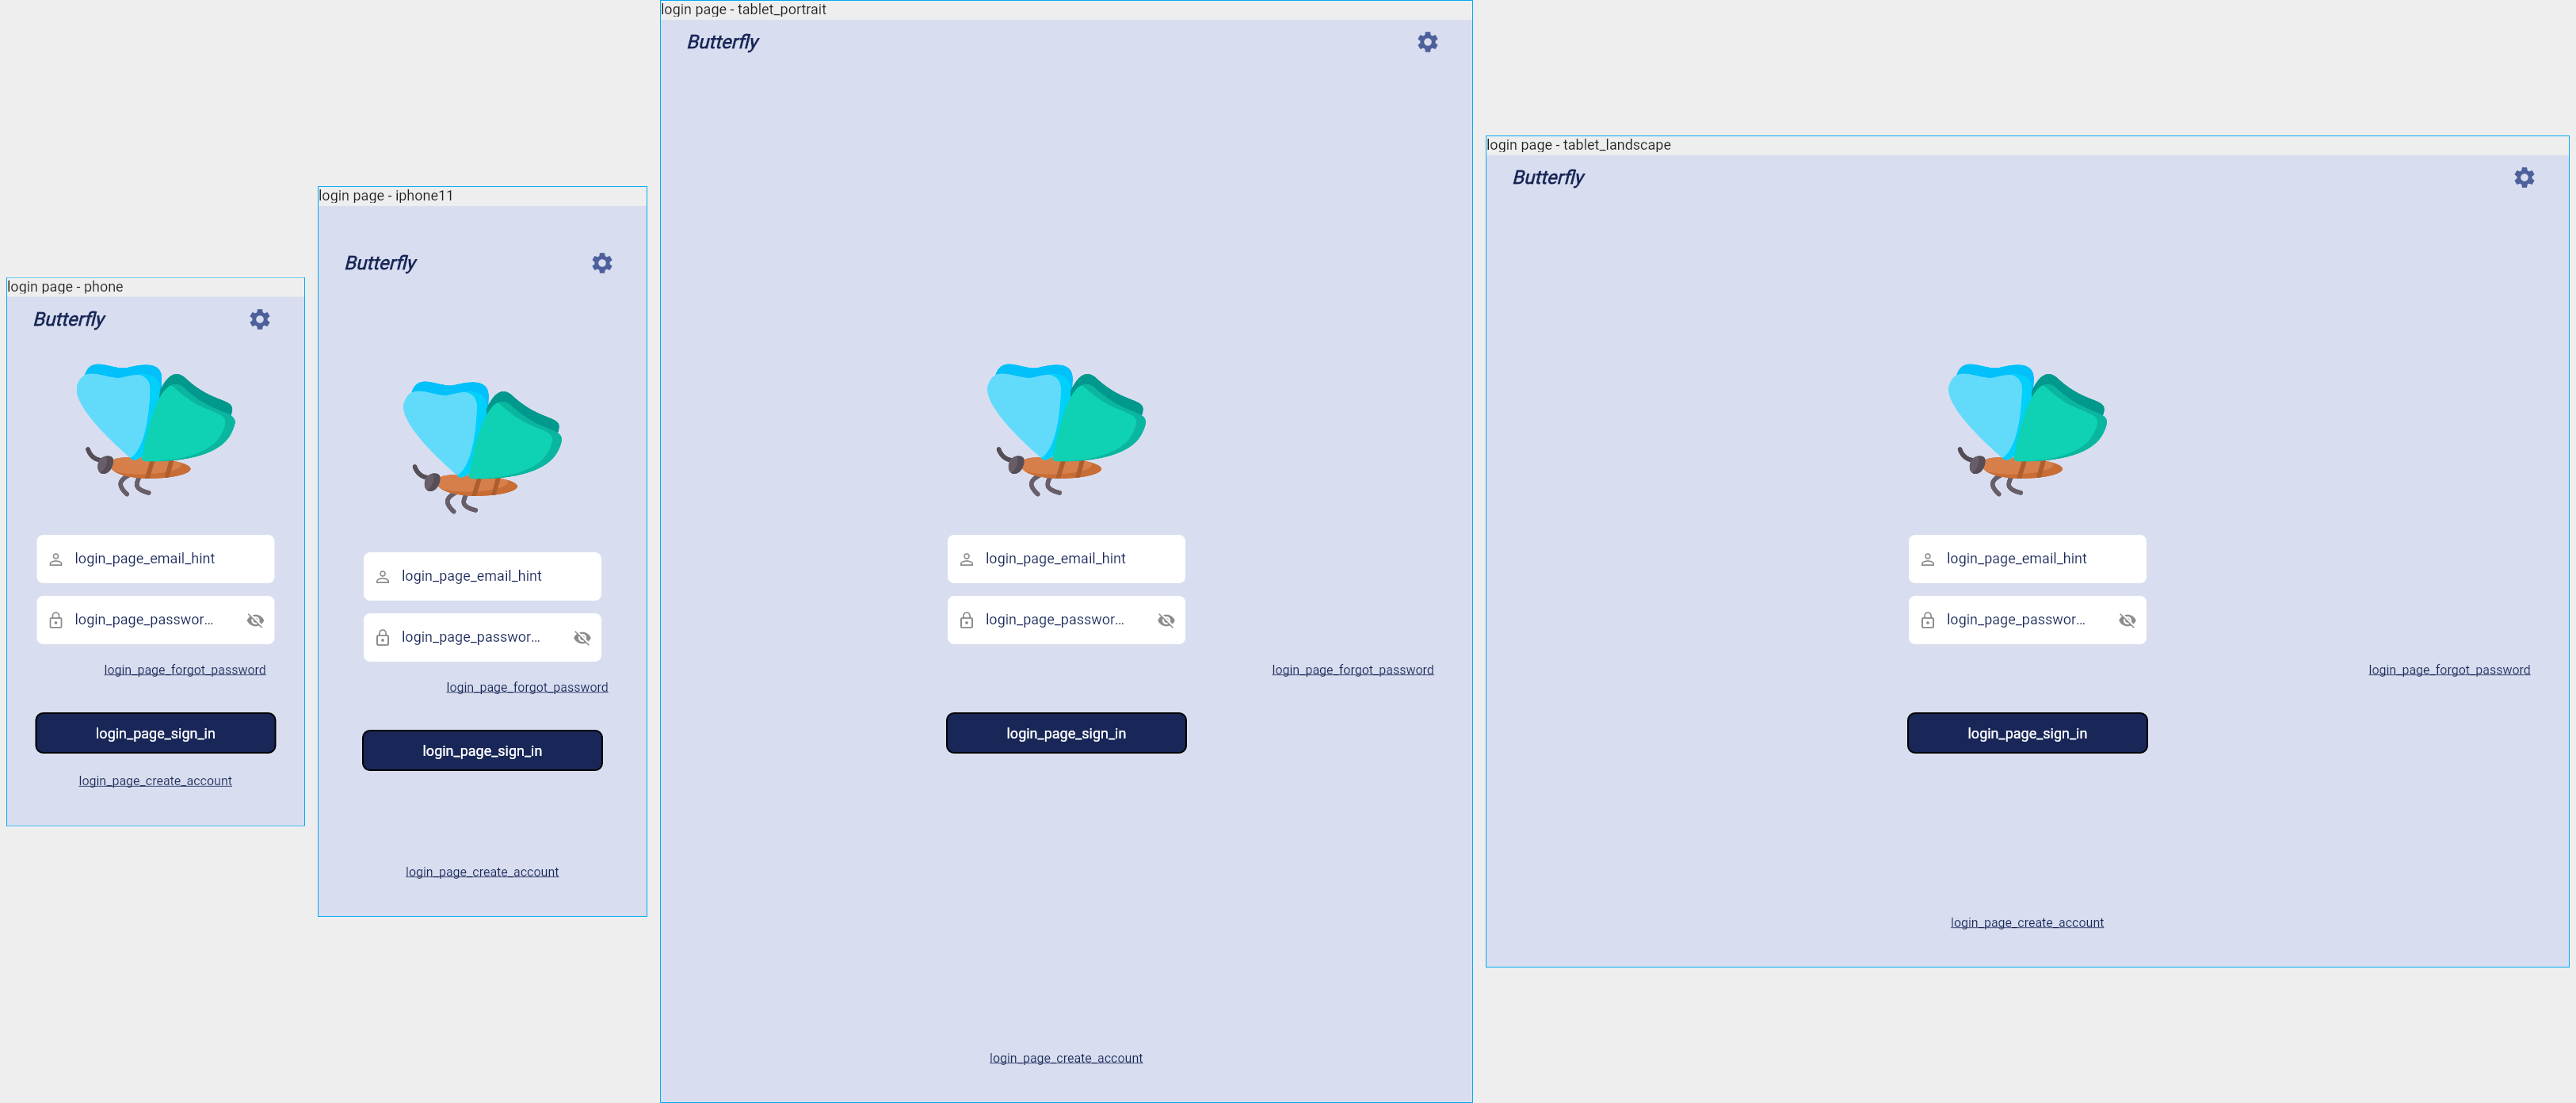 login page - phone
Butterfly
login_page_email_hint
login_page_passwor...
login_page_forgot_password
login_page_sign_in
login_page_create_account
login page - iphone11
Butterfly
login_page_email_hint
login_page_passwor...
login_page_forgot_password
login_page_sign_in
login_page_create_account
login page - tablet_portrait
Butterfly
login_page_email_hint
login_page_passwor...
login_page_forgot_password
login_page_sign_in
login_page_create_account
login page - tablet_landscape
Butterfly
login_page_email_hint
login_page_passwor...
login_page_forgot_password
login_page_sign_in
login_page_create_account